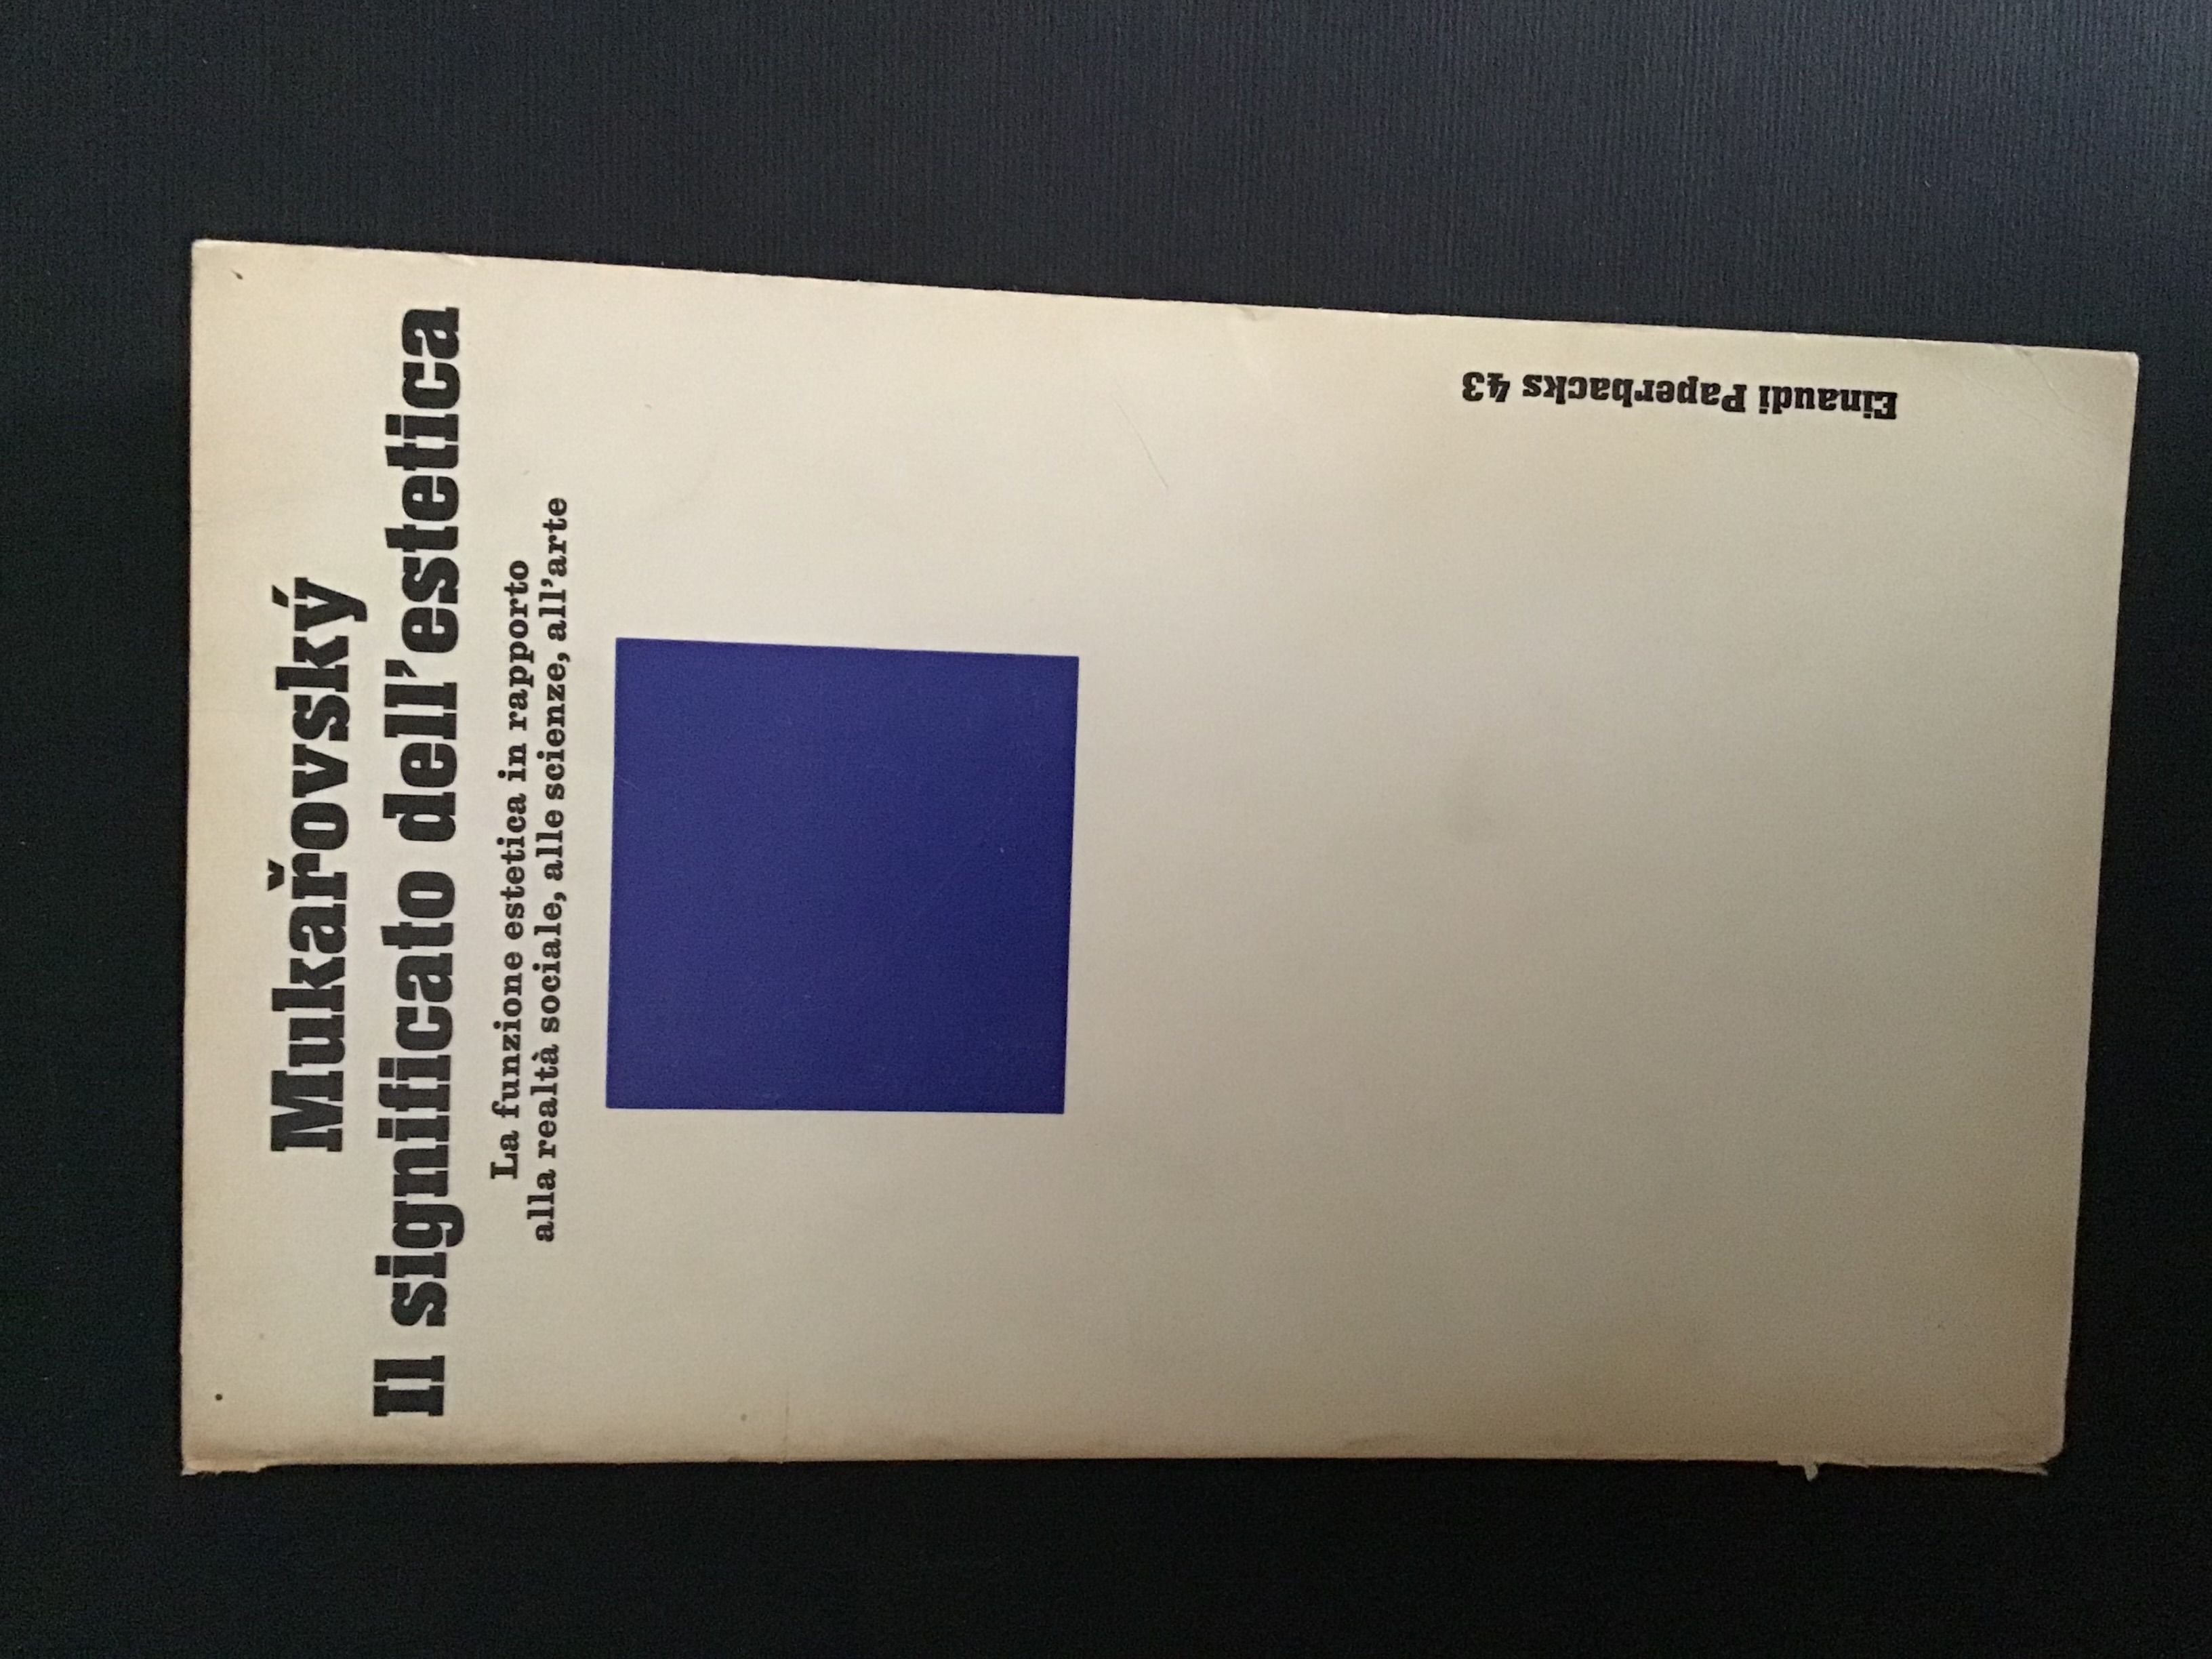 Mukařovský
Il significato dell'estetica
La funzione estetica in rapporto
alla realtà sociale, alle scienze, all'arte
Einaudi Paperbacks 43